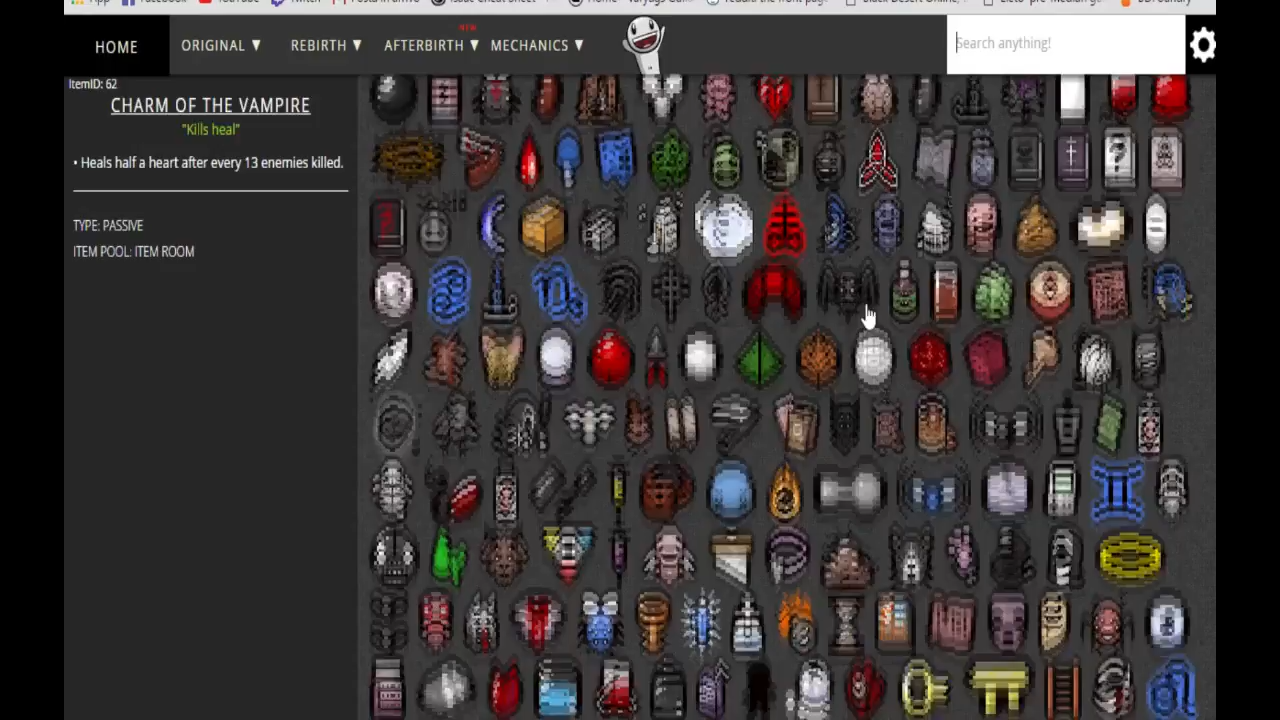 HOME
ORIGINAL ▼
REBIRTH ▼
NEW
AFTERBIRTH ▼
MECHANICS ▼
Search anything!
ItemID: 62
CHARM OF THE VAMPIRE
"Kills heal"
• Heals half a heart after every 13 enemies killed.
TYPE: PASSIVE
ITEM POOL: ITEM ROOM